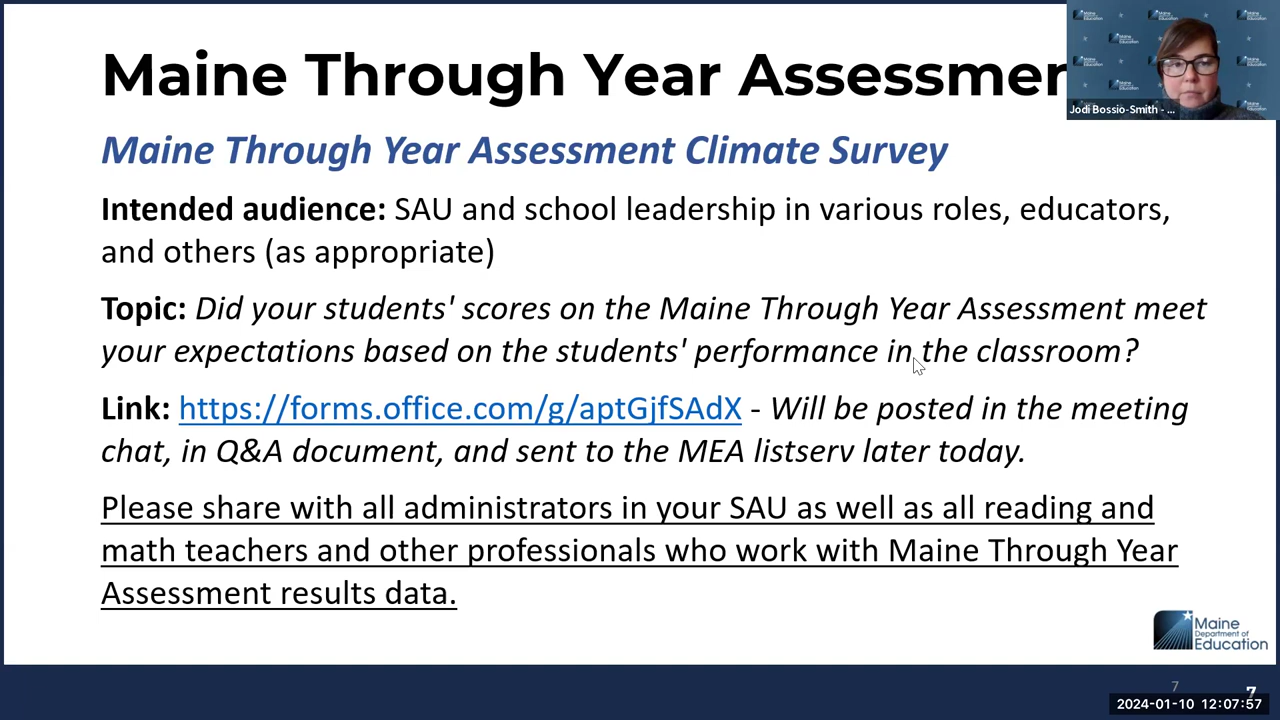 Maine Through Year Assessmen
Jodi Bossio-Smith - ...
Maine Through Year Assessment Climate Survey
Intended audience: SAU and school leadership in various roles, educators,
and others (as appropriate)
Topic: Did your students' scores on the Maine Through Year Assessment meet
your expectations based on the students' performance in the classroom?
Link: https://forms.office.com/g/aptGjfSAdX - Will be posted in the meeting
chat, in Q&A document, and sent to the MEA listserv later today.
Please share with all administrators in your SAU as well as all reading and
math teachers and other professionals who work with Maine Through Year
Assessment results data.
Maine
Department of
Education
7
7
2024-01-10 12:07:57